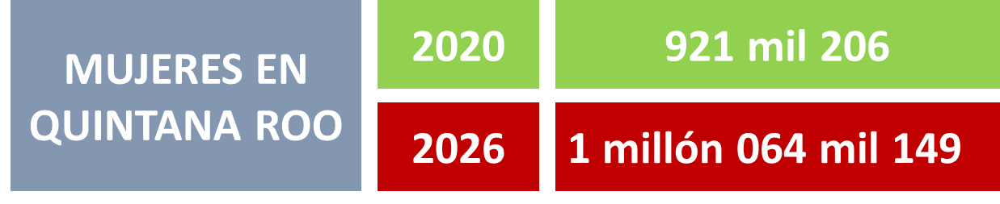 MUJERES EN
QUINTANA ROO
2020
921 mil 206
2026
1 millón 064 mil 149